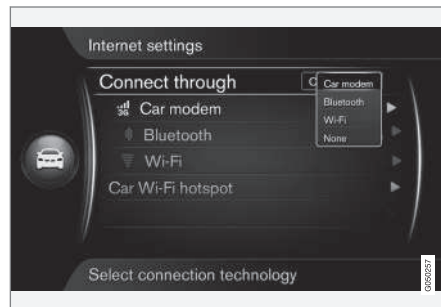 Internet settings
Connect through
C
Car modem
Bluetooth
Wi-Fi
None
3G Car modem
Bluetooth
Wi-Fi
Car Wi-Fi hotspot
Select connection technology
G050257